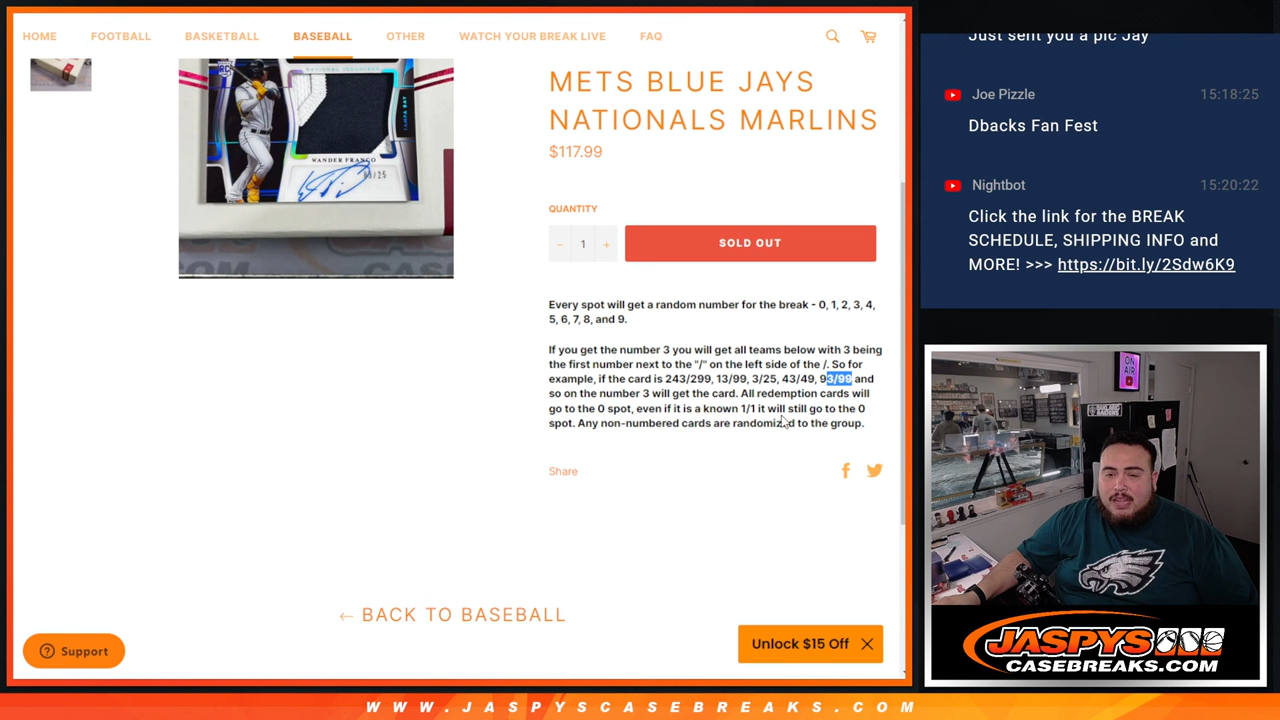 HOME FOOTBALL BASKETBALL BASEBALL OTHER WATCH YOUR BREAK LIVE FAQ
WANDER FRANCO
METS BLUE JAYS
NATIONALS MARLINS
$117.99
QUANTITY
− 1 + SOLD OUT
Every spot will get a random number for the break - 0, 1, 2, 3, 4,
5, 6, 7, 8, and 9.
If you get the number 3 you will get all teams below with 3 being
the first number next to the "/" on the left side of the /. So for
example, if the card is 243/299, 13/99, 3/25, 43/49, 93/99 and
so on the number 3 will get the card. All redemption cards will
go to the 0 spot, even if it is a known 1/1 it will still go to the 0
spot. Any non-numbered cards are randomized to the group.
Share
← BACK TO BASEBALL
Support
Unlock $15 Off
Just sent you a pic Jay
Joe Pizzle 15:18:25
Dbacks Fan Fest
Nightbot 15:20:22
Click the link for the BREAK
SCHEDULE, SHIPPING INFO and
MORE! >>> https://bit.ly/2Sdw6K9
ON
AIR
JASPYS
CASEBREAKS.COM
WWW.JASPYSCASEBREAKS.COM